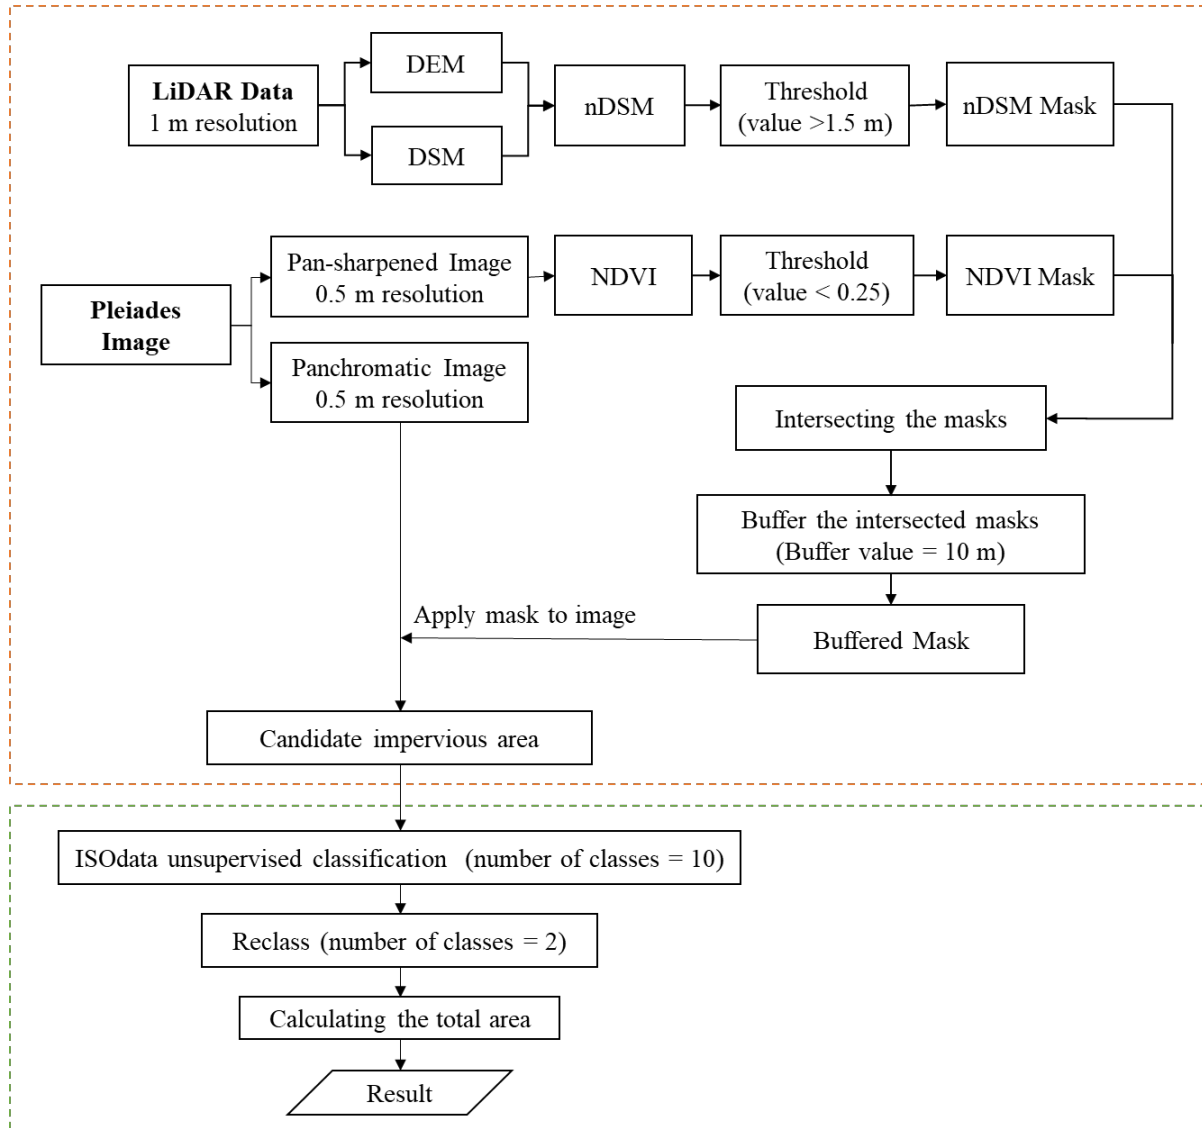 DEM
LiDAR Data
1 m resolution
DSM
nDSM
Threshold
(value >1.5 m)
nDSM Mask
Pleiades
Image
Pan-sharpened Image
0.5 m resolution
NDVI
Threshold
(value < 0.25)
NDVI Mask
Panchromatic Image
0.5 m resolution
Intersecting the masks
Buffer the intersected masks
(Buffer value = 10 m)
Apply mask to image
Buffered Mask
Candidate impervious area
ISOdata unsupervised classification (number of classes = 10)
Reclass (number of classes = 2)
Calculating the total area
Result